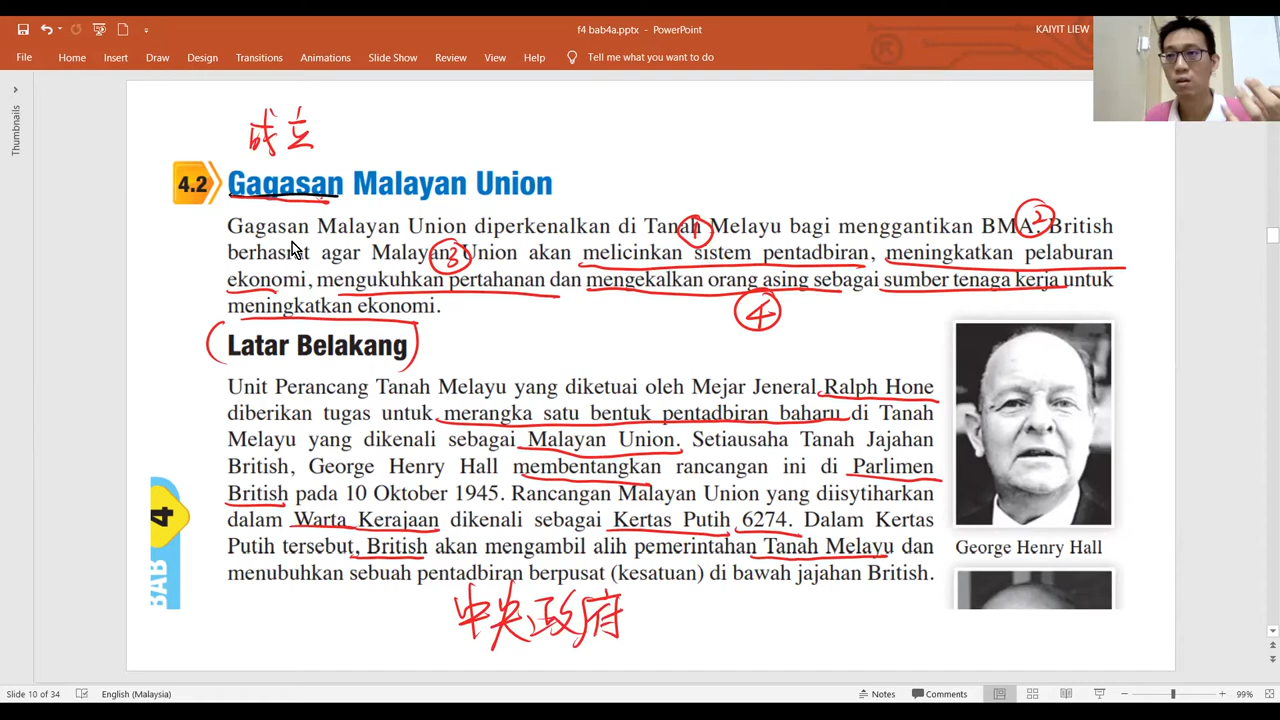 f4 bab4a.pptx - PowerPoint
KAIYIT LIEW
File Home Insert Draw Design Transitions Animations Slide Show Review View Help Tell me what you want to do
Thumbnails
成立
4.2 Gagasan Malayan Union
Gagasan Malayan Union diperkenalkan di Tanah Melayu bagi menggantikan BMA. British
berhasrat agar Malayan Union akan melicinkan sistem pentadbiran, meningkatkan pelaburan
ekonomi, mengukuhkan pertahanan dan mengekalkan orang asing sebagai sumber tenaga kerja untuk
meningkatkan ekonomi.
1
2
3
4
Latar Belakang
Unit Perancang Tanah Melayu yang diketuai oleh Mejar Jeneral Ralph Hone
diberikan tugas untuk merangka satu bentuk pentadbiran baharu di Tanah
Melayu yang dikenali sebagai Malayan Union. Setiausaha Tanah Jajahan
British, George Henry Hall membentangkan rancangan ini di Parlimen
British pada 10 Oktober 1945. Rancangan Malayan Union yang diisytiharkan
dalam Warta Kerajaan dikenali sebagai Kertas Putih 6274. Dalam Kertas
Putih tersebut, British akan mengambil alih pemerintahan Tanah Melayu dan
menubuhkan sebuah pentadbiran berpusat (kesatuan) di bawah jajahan British.
George Henry Hall
BAB 4
中央政府
Slide 10 of 34 English (Malaysia) Notes Comments 99%